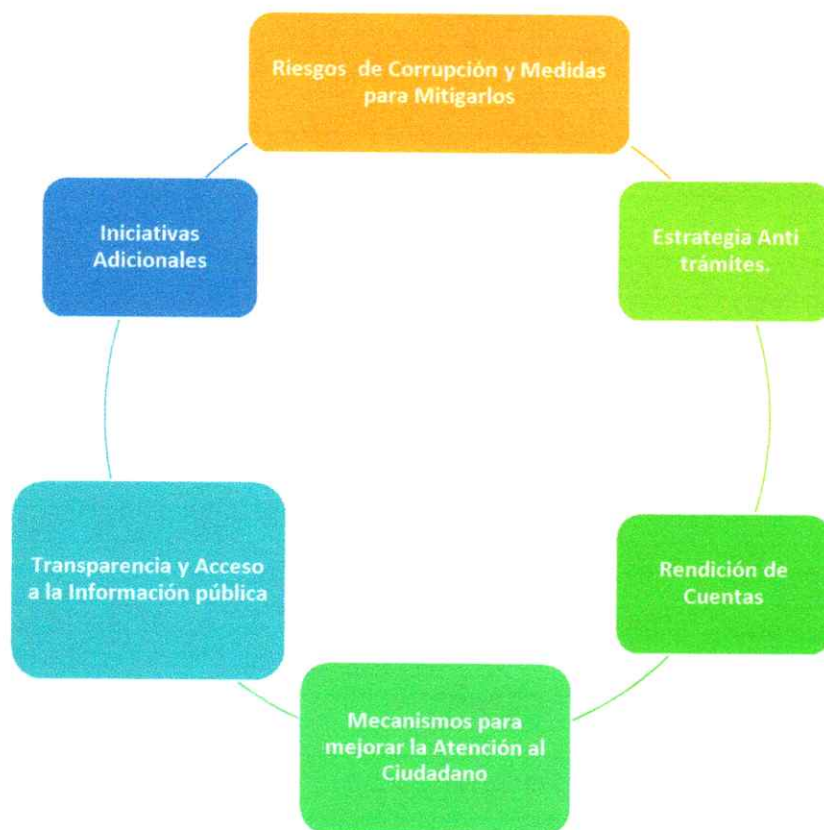 Riesgos de Corrupción y Medidas
para Mitigarlos
Estrategia Anti
trámites.
Rendición de
Cuentas
Mecanismos para
mejorar la Atención al
Ciudadano
Transparencia y Acceso
a la Información pública
Iniciativas
Adicionales